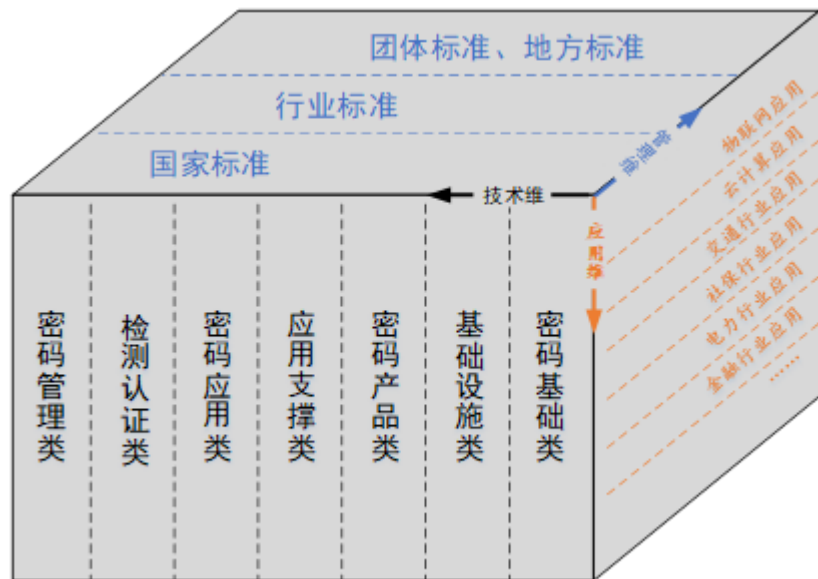 团体标准、地方标准
行业标准
国家标准
管理维
技术维
应用维
物联网应用
云计算应用
交通行业应用
社保行业应用
电力行业应用
金融行业应用
……
密码管理类
检测认证类
密码应用类
应用支撑类
密码产品类
基础设施类
密码基础类